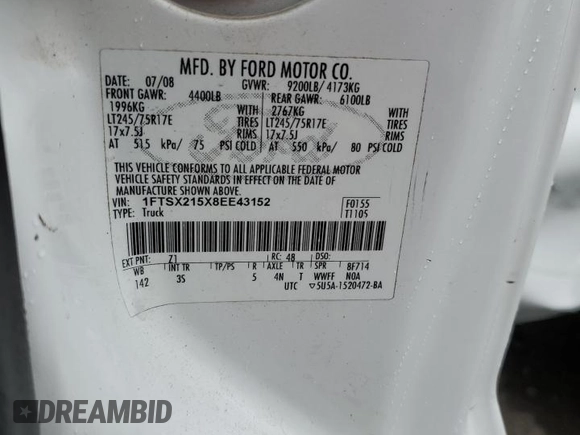 MFD. BY FORD MOTOR CO.
DATE: 07/08 GVWR: 9200LB/ 4173KG
FRONT GAWR: 4400LB REAR GAWR: 6100LB
1996KG WITH 2767KG WITH
LT245/75R17E TIRES LT245/75R17E TIRES
17x7.5J RIMS 17x7.5J RIMS
AT 515 kPa/ 75 PSI COLD AT 550 kPa/ 80 PSI COLD
THIS VEHICLE CONFORMS TO ALL APPLICABLE FEDERAL MOTOR
VEHICLE SAFETY STANDARDS IN EFFECT ON THE DATE OF
MANUFACTURE SHOWN ABOVE.
VIN: 1FTSX215X8EE43152 F0155
TYPE: Truck T1105
EXT PNT: Z1 RC: 48 DSO:
WB INT TR TP/PS R AXLE TR SPR 8F714
142 3S 5 4N T WWFF NOA
UTC ▽5U5A-1520472-BA
Ford
DREAMBID